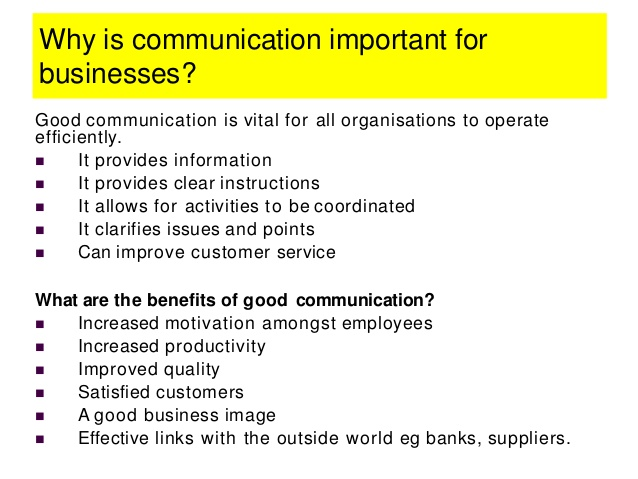 Why is communication important for
businesses?
Good communication is vital for all organisations to operate
efficiently.
■ It provides information
■ It provides clear instructions
■ It allows for activities to be coordinated
■ It clarifies issues and points
■ Can improve customer service
What are the benefits of good communication?
■ Increased motivation amongst employees
■ Increased productivity
■ Improved quality
■ Satisfied customers
■ A good business image
■ Effective links with the outside world eg banks, suppliers.